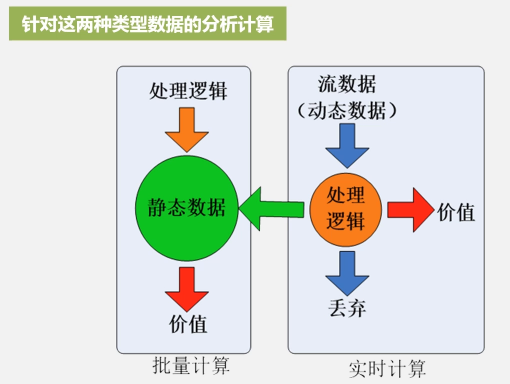 针对这两种类型数据的分析计算
处理逻辑
静态数据
价值
批量计算
流数据
（动态数据）
处理
逻辑
价值
丢弃
实时计算